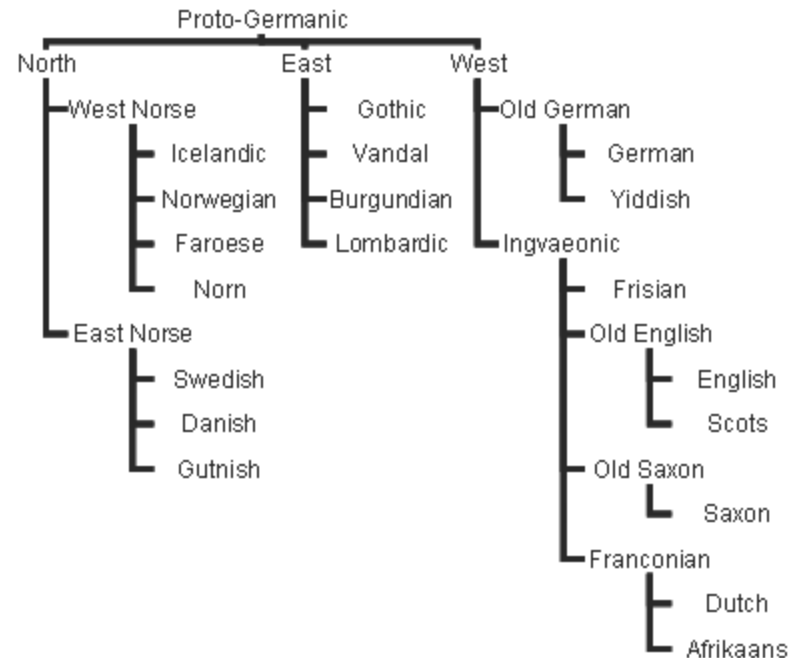 Proto-Germanic
North East West
West Norse Gothic Old German
Icelandic Vandal German
Norwegian Burgundian Yiddish
Faroese Lombardic Ingvaeonic
Norn Frisian
East Norse Old English
Swedish English
Danish Scots
Gutnish Old Saxon
Saxon
Franconian
Dutch
Afrikaans